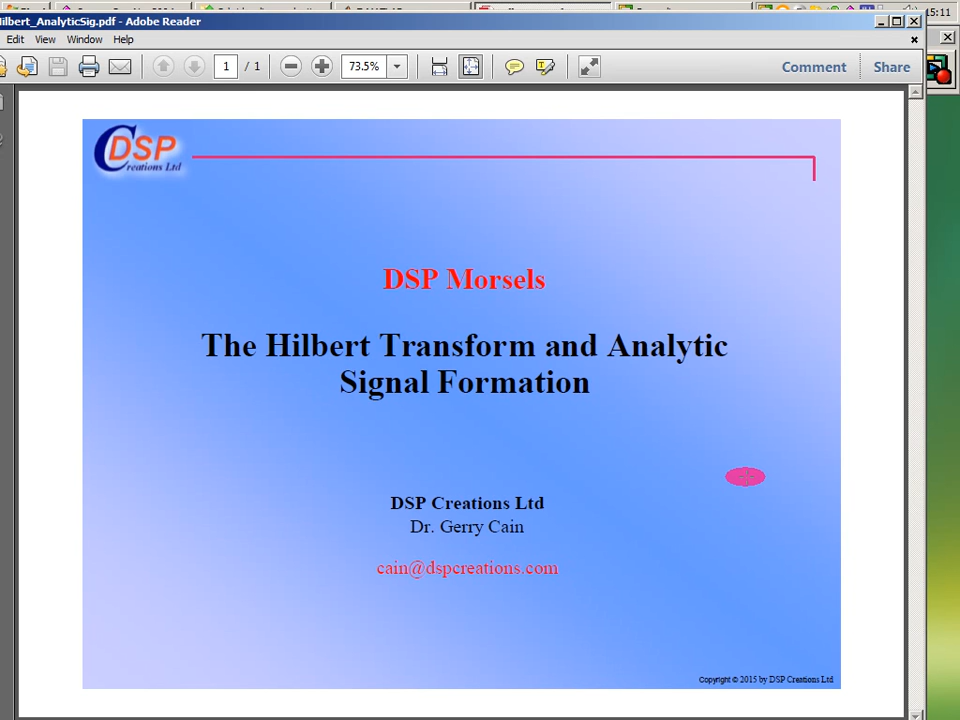 15:11
Hilbert_AnalyticSig.pdf - Adobe Reader
Edit View Window Help
1 / 1 73.5% Comment Share
CDSP
Creations Ltd
DSP Morsels
The Hilbert Transform and Analytic
Signal Formation
DSP Creations Ltd
Dr. Gerry Cain
cain@dspcreations.com
Copyright © 2015 by DSP Creations Ltd